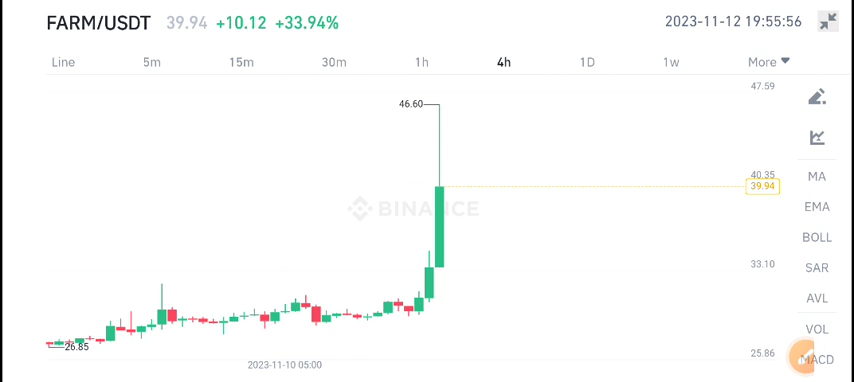 FARM/USDT 39.94 +10.12 +33.94% 2023-11-12 19:55:56
Line 5m 15m 30m 1h 4h 1D 1w More
47.59
46.60
40.35
39.94
33.10
25.86
26.85
BINANCE
2023-11-10 05:00
MA
EMA
BOLL
SAR
AVL
VOL
MACD